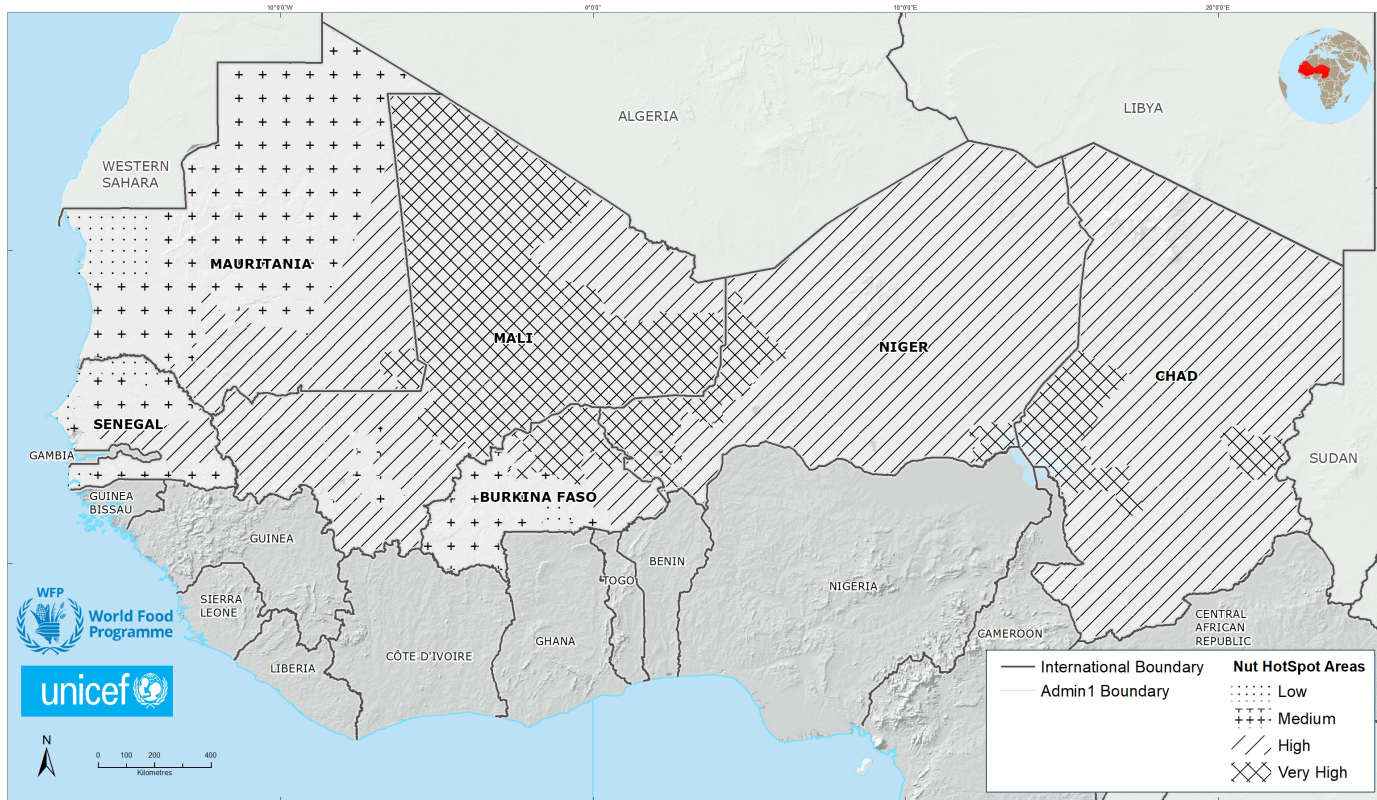 10°0'0"W
0°0'0"
10°0'0"E
20°0'0"E
ALGERIA
LIBYA
WESTERN
SAHARA
MAURITANIA
MALI
NIGER
CHAD
SENEGAL
GAMBIA
SUDAN
GUINEA
BISSAU
BURKINA FASO
GUINEA
BENIN
NIGERIA
TOGO
SIERRA
LEONE
GHANA
CÔTE D'IVOIRE
LIBERIA
CAMEROON
CENTRAL
AFRICAN
REPUBLIC
WFP
World Food
Programme
unicef
N
0 100 200 400
Kilometres
International Boundary
Admin1 Boundary
Nut HotSpot Areas
Low
Medium
High
Very High